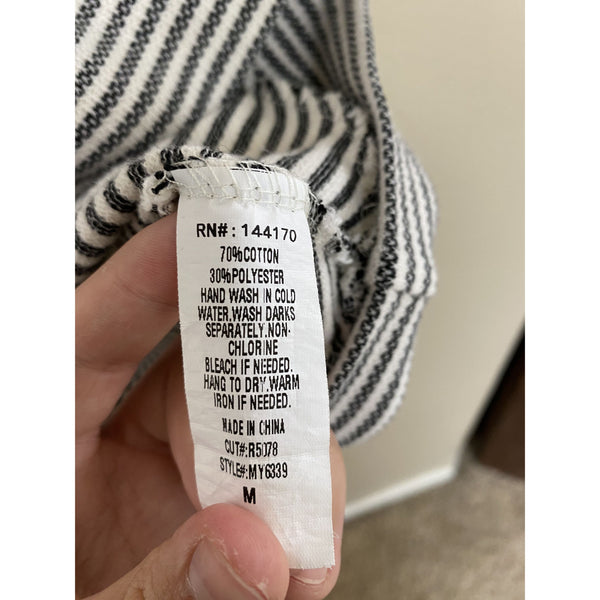 RN#: 144170
70%COTTON
30%POLYESTER
HAND WASH IN COLD
WATER.WASH DARKS
SEPARATELY.NON-
CHLORINE
BLEACH IF NEEDED.
HANG TO DRY.WARM
IRON IF NEEDED.
MADE IN CHINA
CUT#:R5078
STYLE#:MY6339
M